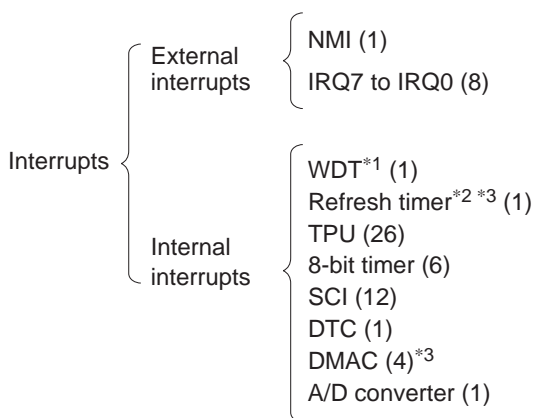 External
interrupts
NMI (1)
IRQ7 to IRQ0 (8)
Interrupts
Internal
interrupts
WDT*1 (1)
Refresh timer*2 *3 (1)
TPU (26)
8-bit timer (6)
SCI (12)
DTC (1)
DMAC (4)*3
A/D converter (1)